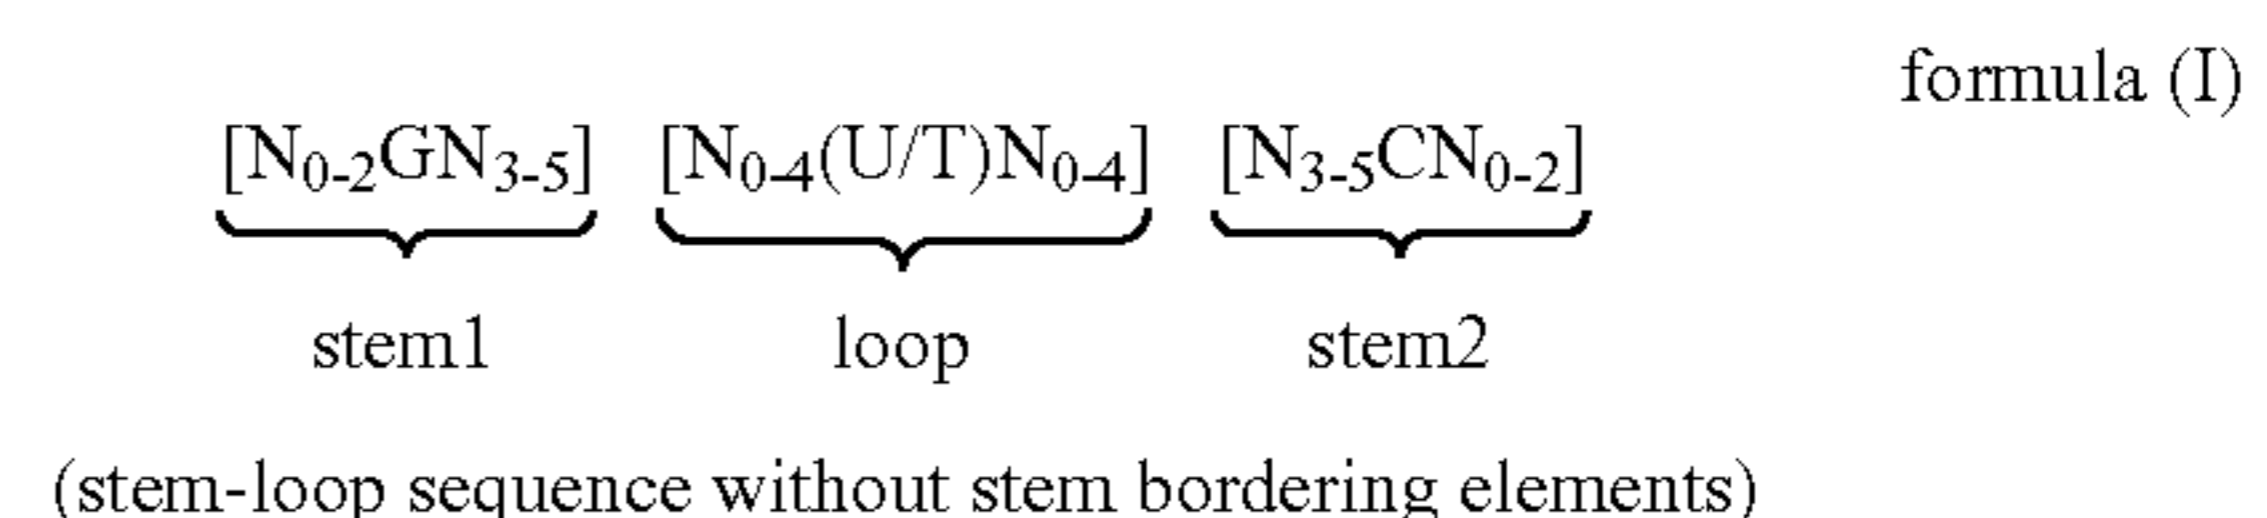 formula (I)
[N0-2GN3-5] [N0-4(U/T)N0-4] [N3-5CN0-2]
stem1 loop stem2
(stem-loop sequence without stem bordering elements)